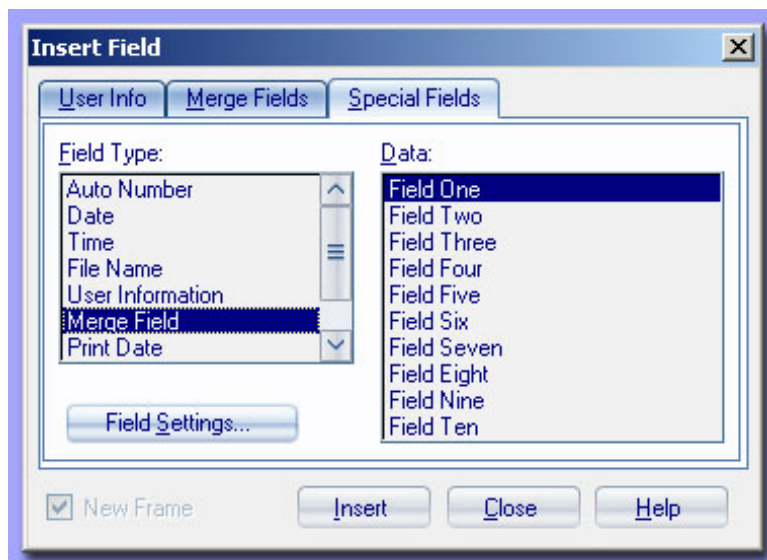 Insert Field
User Info Merge Fields Special Fields
Field Type:
Auto Number
Date
Time
File Name
User Information
Merge Field
Print Date
Field Settings...
Data:
Field One
Field Two
Field Three
Field Four
Field Five
Field Six
Field Seven
Field Eight
Field Nine
Field Ten
New Frame Insert Close Help